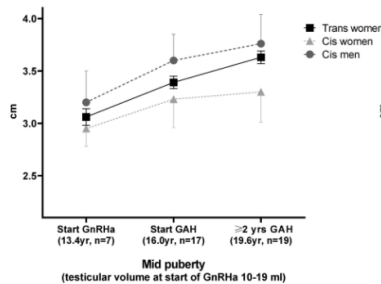 4.0
3.5
3.0
2.5
cm
Trans women
Cis women
Cis men
Start GnRHa
(13.4yr, n=7)
Start GAH
(16.0yr, n=17)
≥2 yrs GAH
(19.6yr, n=19)
Mid puberty
(testicular volume at start of GnRHa 10-19 ml)